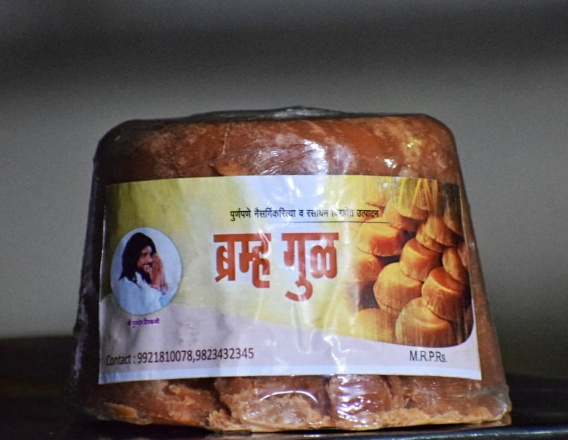 पुर्णपणे नैसर्गिकरित्या व रसायन विरहीत उत्पादन
ब्रम्ह गुळ
Contact : 9921810078,9823432345
M.R.P.Rs.